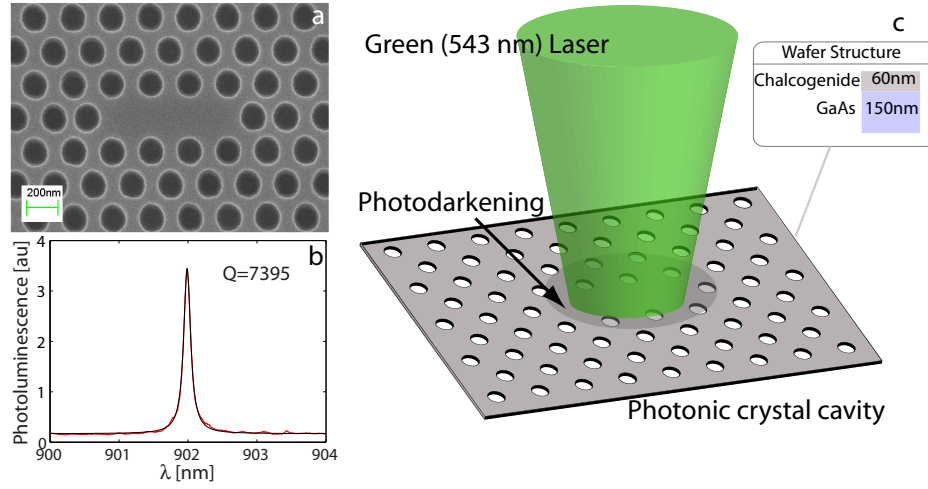 a
200nm
b
Q=7395
Photoluminescence [au]
4
3
2
1
0
900
901
902
903
904
λ [nm]
c
Green (543 nm) Laser
Wafer Structure
Chalcogenide 60nm
GaAs 150nm
Photodarkening
Photonic crystal cavity